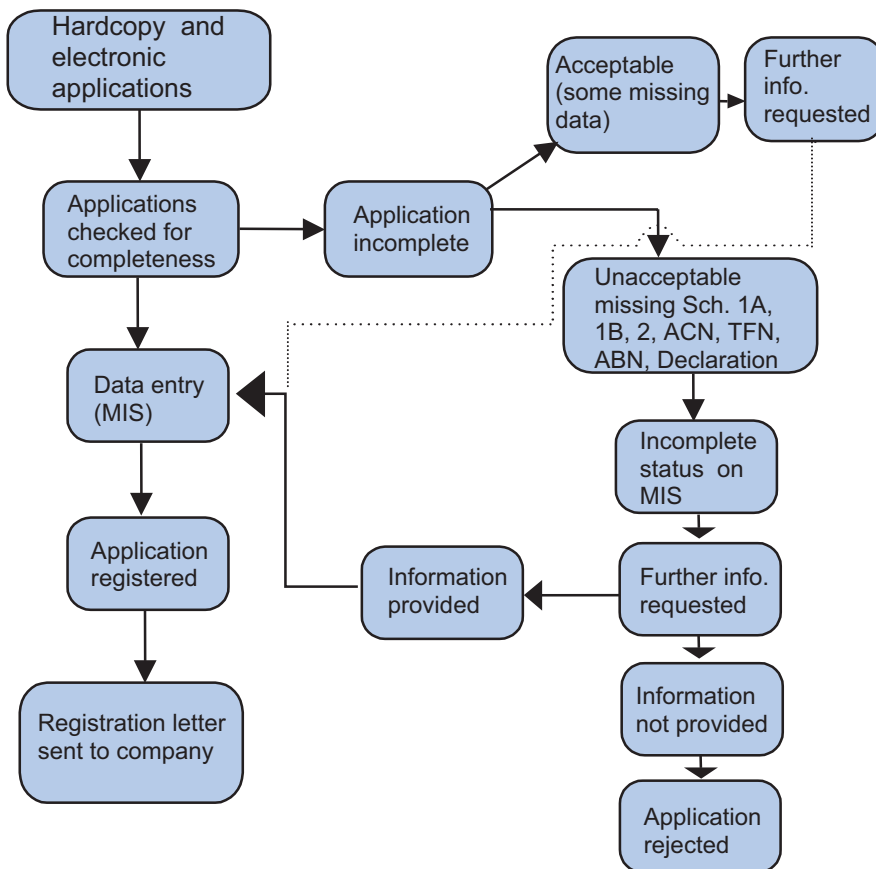 Hardcopy and
electronic
applications
Acceptable
(some missing
data)
Further
info.
requested
Applications
checked for
completeness
Application
incomplete
Unacceptable
missing Sch. 1A,
1B, 2, ACN, TFN,
ABN, Declaration
Data entry
(MIS)
Incomplete
status on
MIS
Application
registered
Information
provided
Further info.
requested
Registration letter
sent to company
Information
not provided
Application
rejected